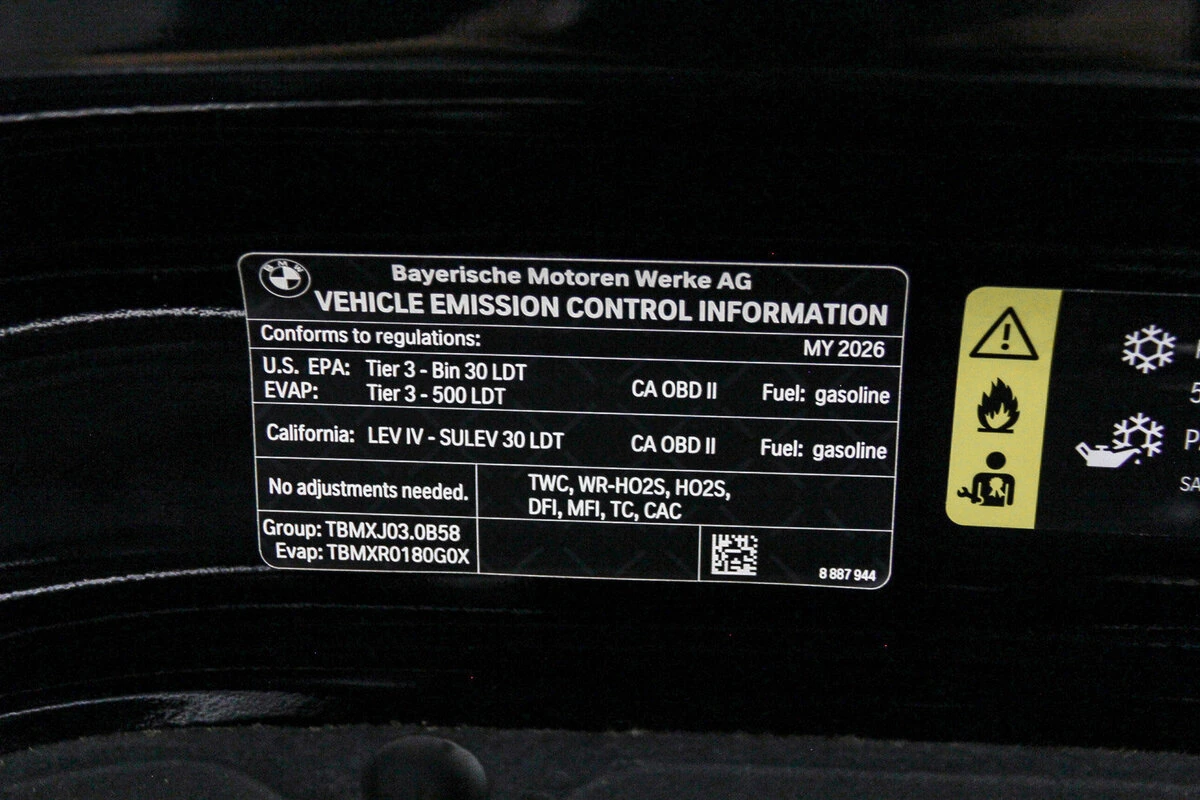 BMW
Bayerische Motoren Werke AG
VEHICLE EMISSION CONTROL INFORMATION
Conforms to regulations:
MY 2026
U.S. EPA: Tier 3 - Bin 30 LDT
EVAP: Tier 3 - 500 LDT
CA OBD II
Fuel: gasoline
California: LEV IV - SULEV 30 LDT
CA OBD II
Fuel: gasoline
No adjustments needed.
TWC, WR-HO2S, HO2S,
DFI, MFI, TC, CAC
Group: TBMXJ03.0B58
Evap: TBMXR0180G0X
8 887 944
5
P
SA